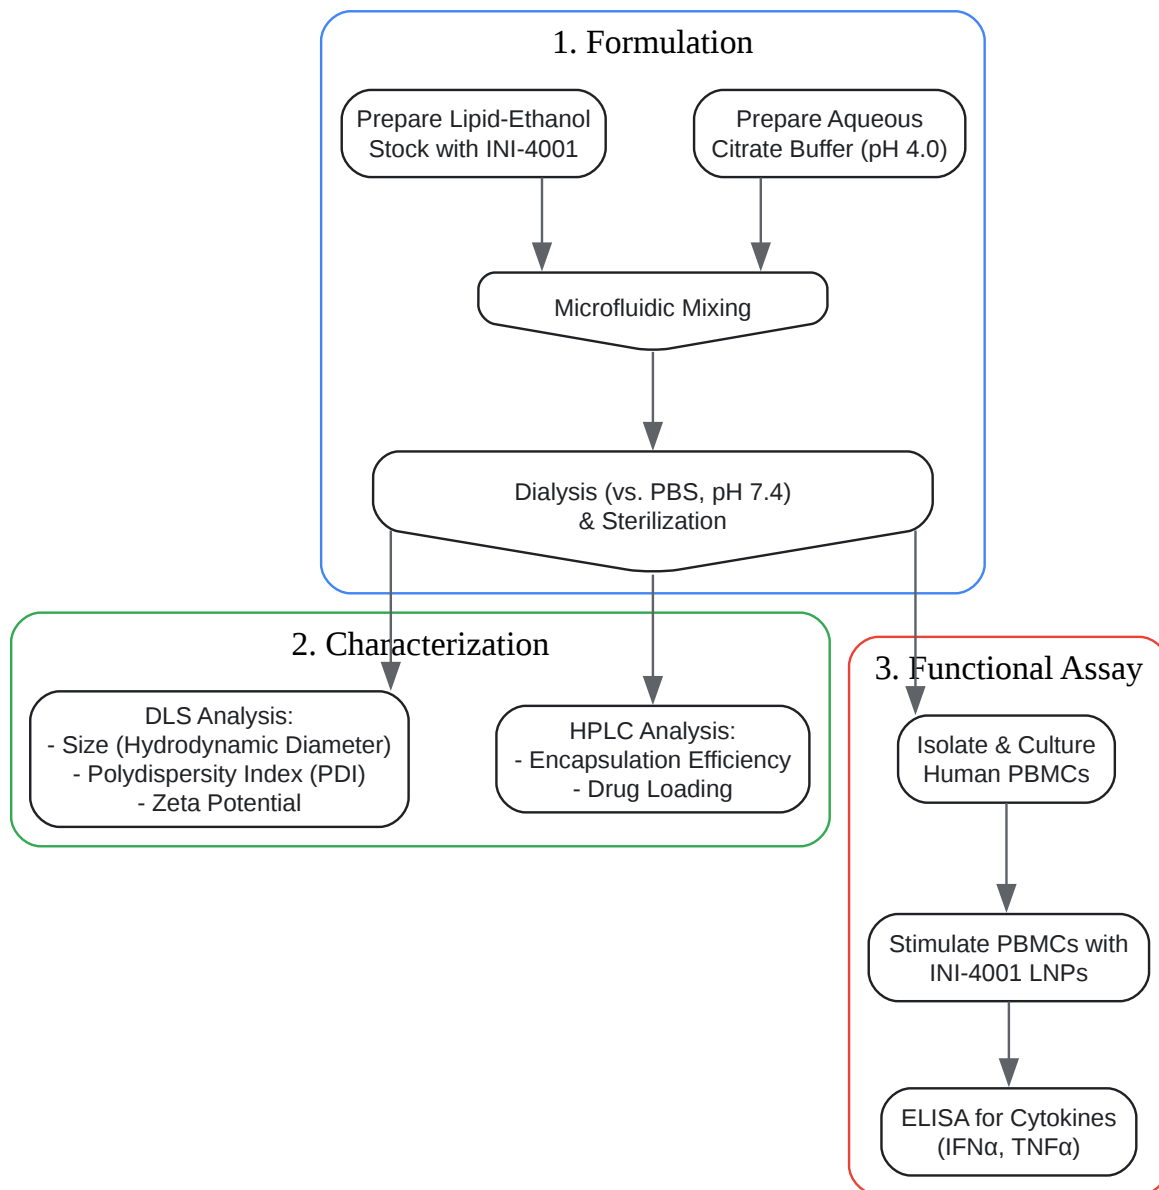 1. Formulation
Prepare Lipid-Ethanol
Stock with INI-4001
Prepare Aqueous
Citrate Buffer (pH 4.0)
Microfluidic Mixing
Dialysis (vs. PBS, pH 7.4)
& Sterilization
2. Characterization
DLS Analysis:
- Size (Hydrodynamic Diameter)
- Polydispersity Index (PDI)
- Zeta Potential
HPLC Analysis:
- Encapsulation Efficiency
- Drug Loading
3. Functional Assay
Isolate & Culture
Human PBMCs
Stimulate PBMCs with
INI-4001 LNPs
ELISA for Cytokines
(IFNα, TNFα)